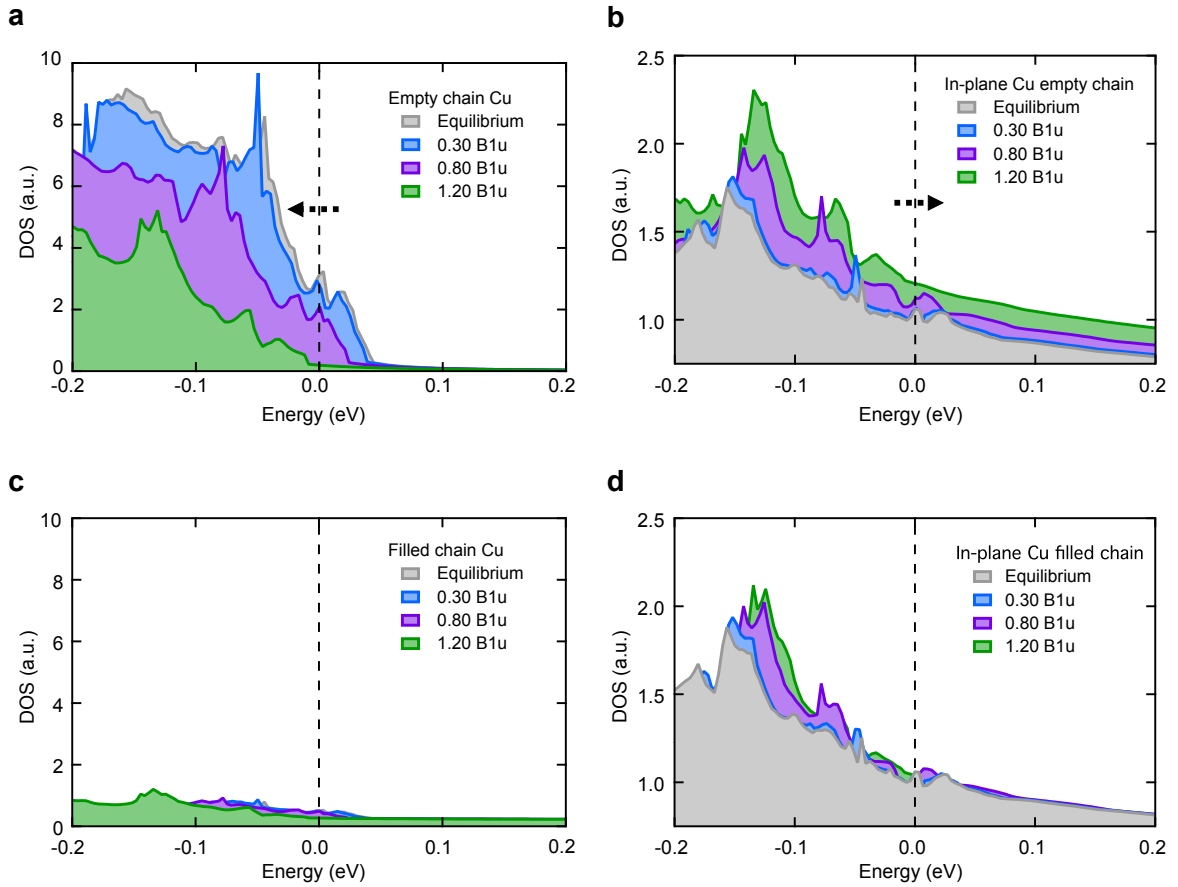 a
10
8
6
4
2
0
DOS (a.u.)
-0.2
-0.1
0.0
0.1
0.2
Energy (eV)
Empty chain Cu
Equilibrium
0.30 B1u
0.80 B1u
1.20 B1u
b
2.5
2.0
1.5
1.0
DOS (a.u.)
-0.2
-0.1
0.0
0.1
0.2
Energy (eV)
In-plane Cu empty chain
Equilibrium
0.30 B1u
0.80 B1u
1.20 B1u
c
10
8
6
4
2
0
DOS (a.u.)
-0.2
-0.1
0.0
0.1
0.2
Energy (eV)
Filled chain Cu
Equilibrium
0.30 B1u
0.80 B1u
1.20 B1u
d
2.5
2.0
1.5
1.0
DOS (a.u.)
-0.2
-0.1
0.0
0.1
0.2
Energy (eV)
In-plane Cu filled chain
Equilibrium
0.30 B1u
0.80 B1u
1.20 B1u